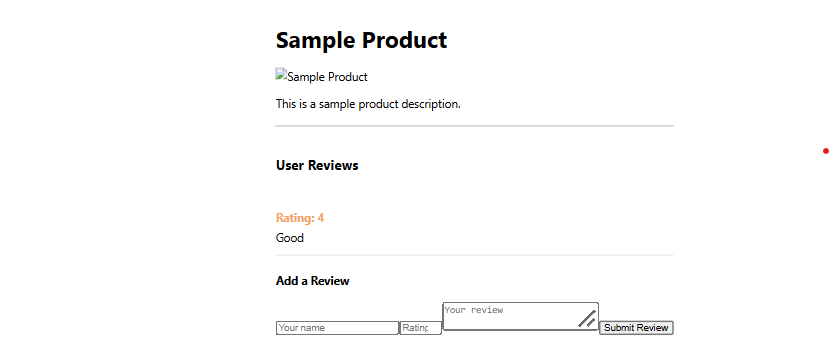 Sample Product
Sample Product
This is a sample product description.
User Reviews
Rating: 4
Good
Add a Review
Your name Rating Your review Submit Review